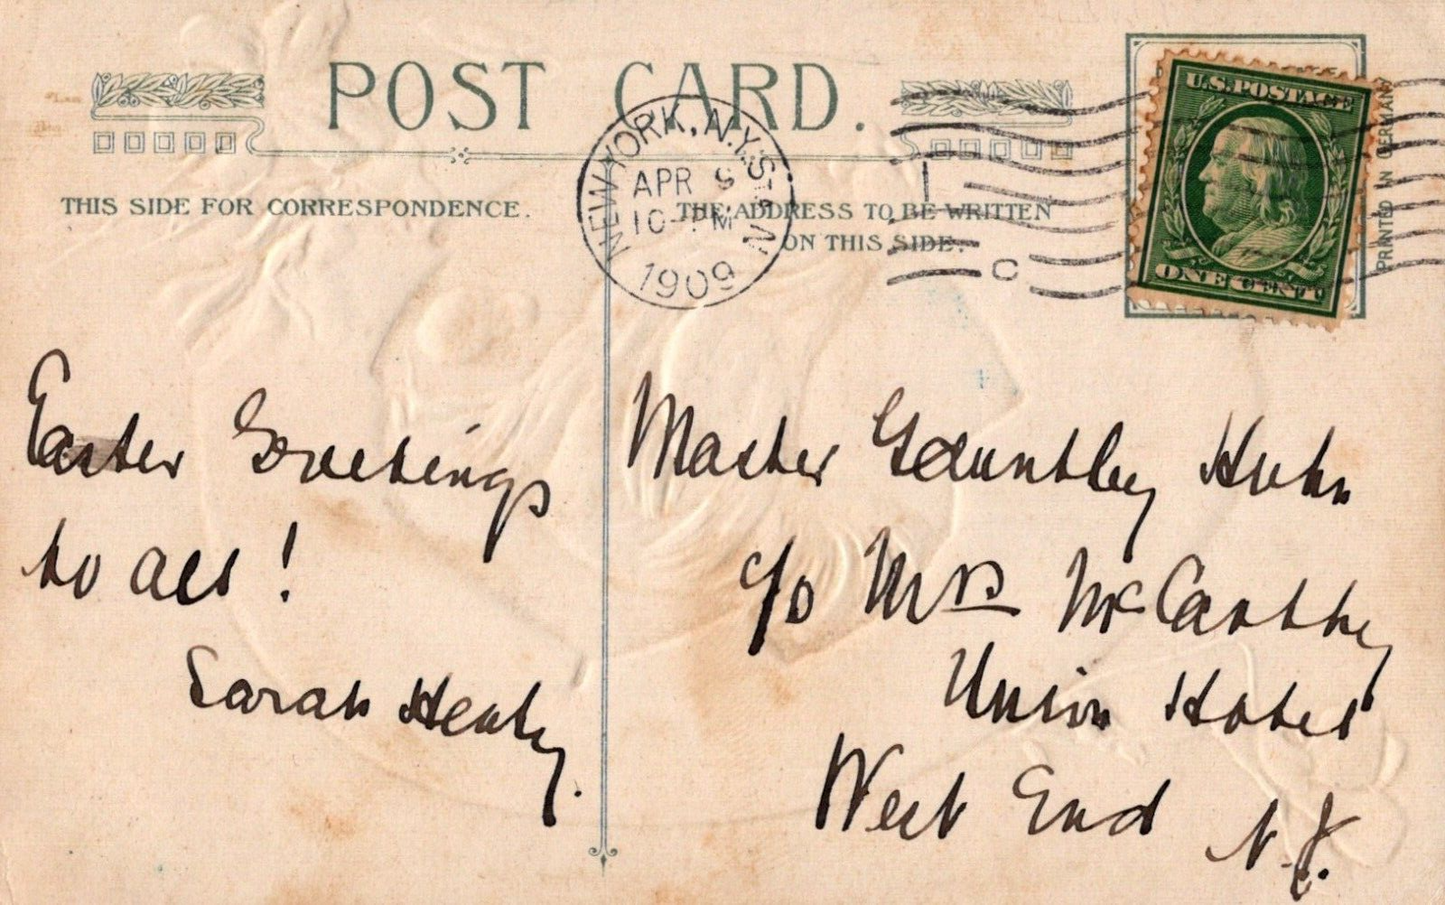 POST CARD.
THIS SIDE FOR CORRESPONDENCE.
THE ADDRESS TO BE WRITTEN
ON THIS SIDE.
NEW YORK, N.Y. STA N
APR 9
10-PM
1909
C
U.S. POSTAGE
ONE CENT
PRINTED IN GERMANY
Easter Greetings
to all!
Sarah Healy.
Master Huhn
c/o Mrs McCarthy
Union Hotel
West End N.J.